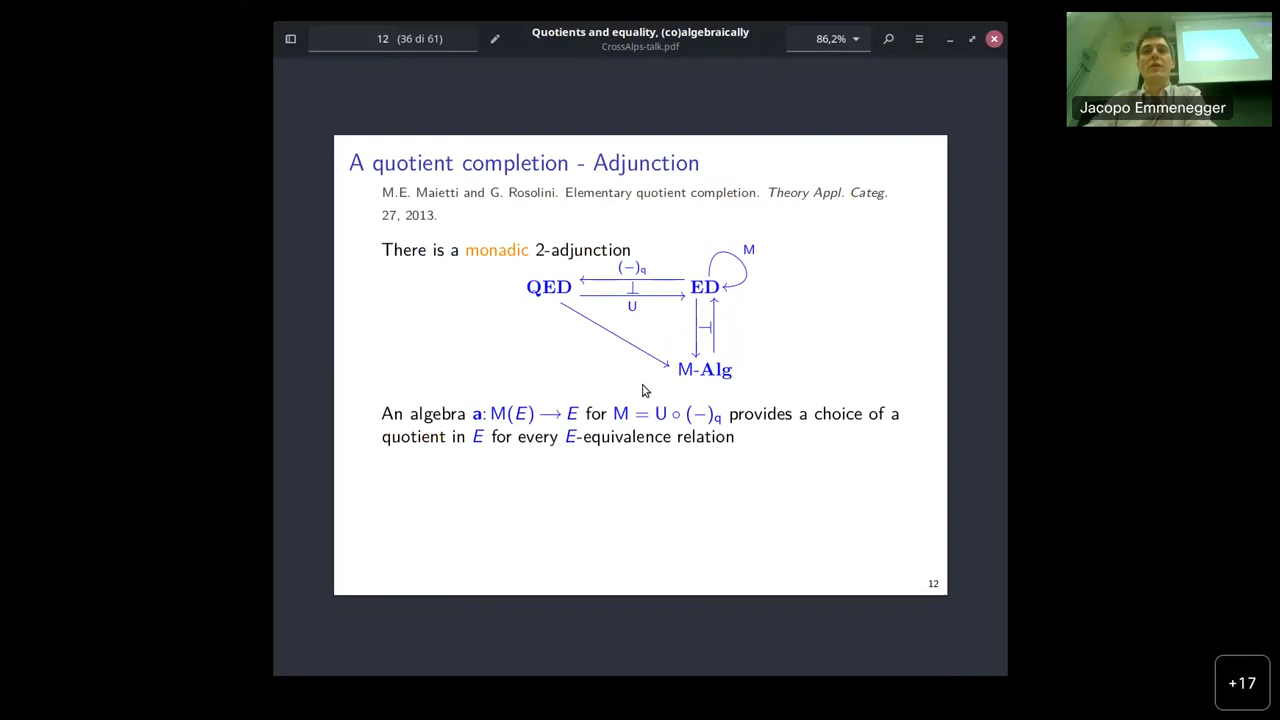 12 (36 di 61)
Quotients and equality, (co)algebraically
CrossAlps-talk.pdf
86,2%
Jacopo Emmenegger
A quotient completion - Adjunction
M.E. Maietti and G. Rosolini. Elementary quotient completion. Theory Appl. Categ.
27, 2013.
There is a monadic 2-adjunction
M
(−)q
QED ⊥ ED
U
⊣
M-Alg
An algebra a: M(E) ⟶ E for M = U ∘ (−)q provides a choice of a
quotient in E for every E-equivalence relation
12
+17